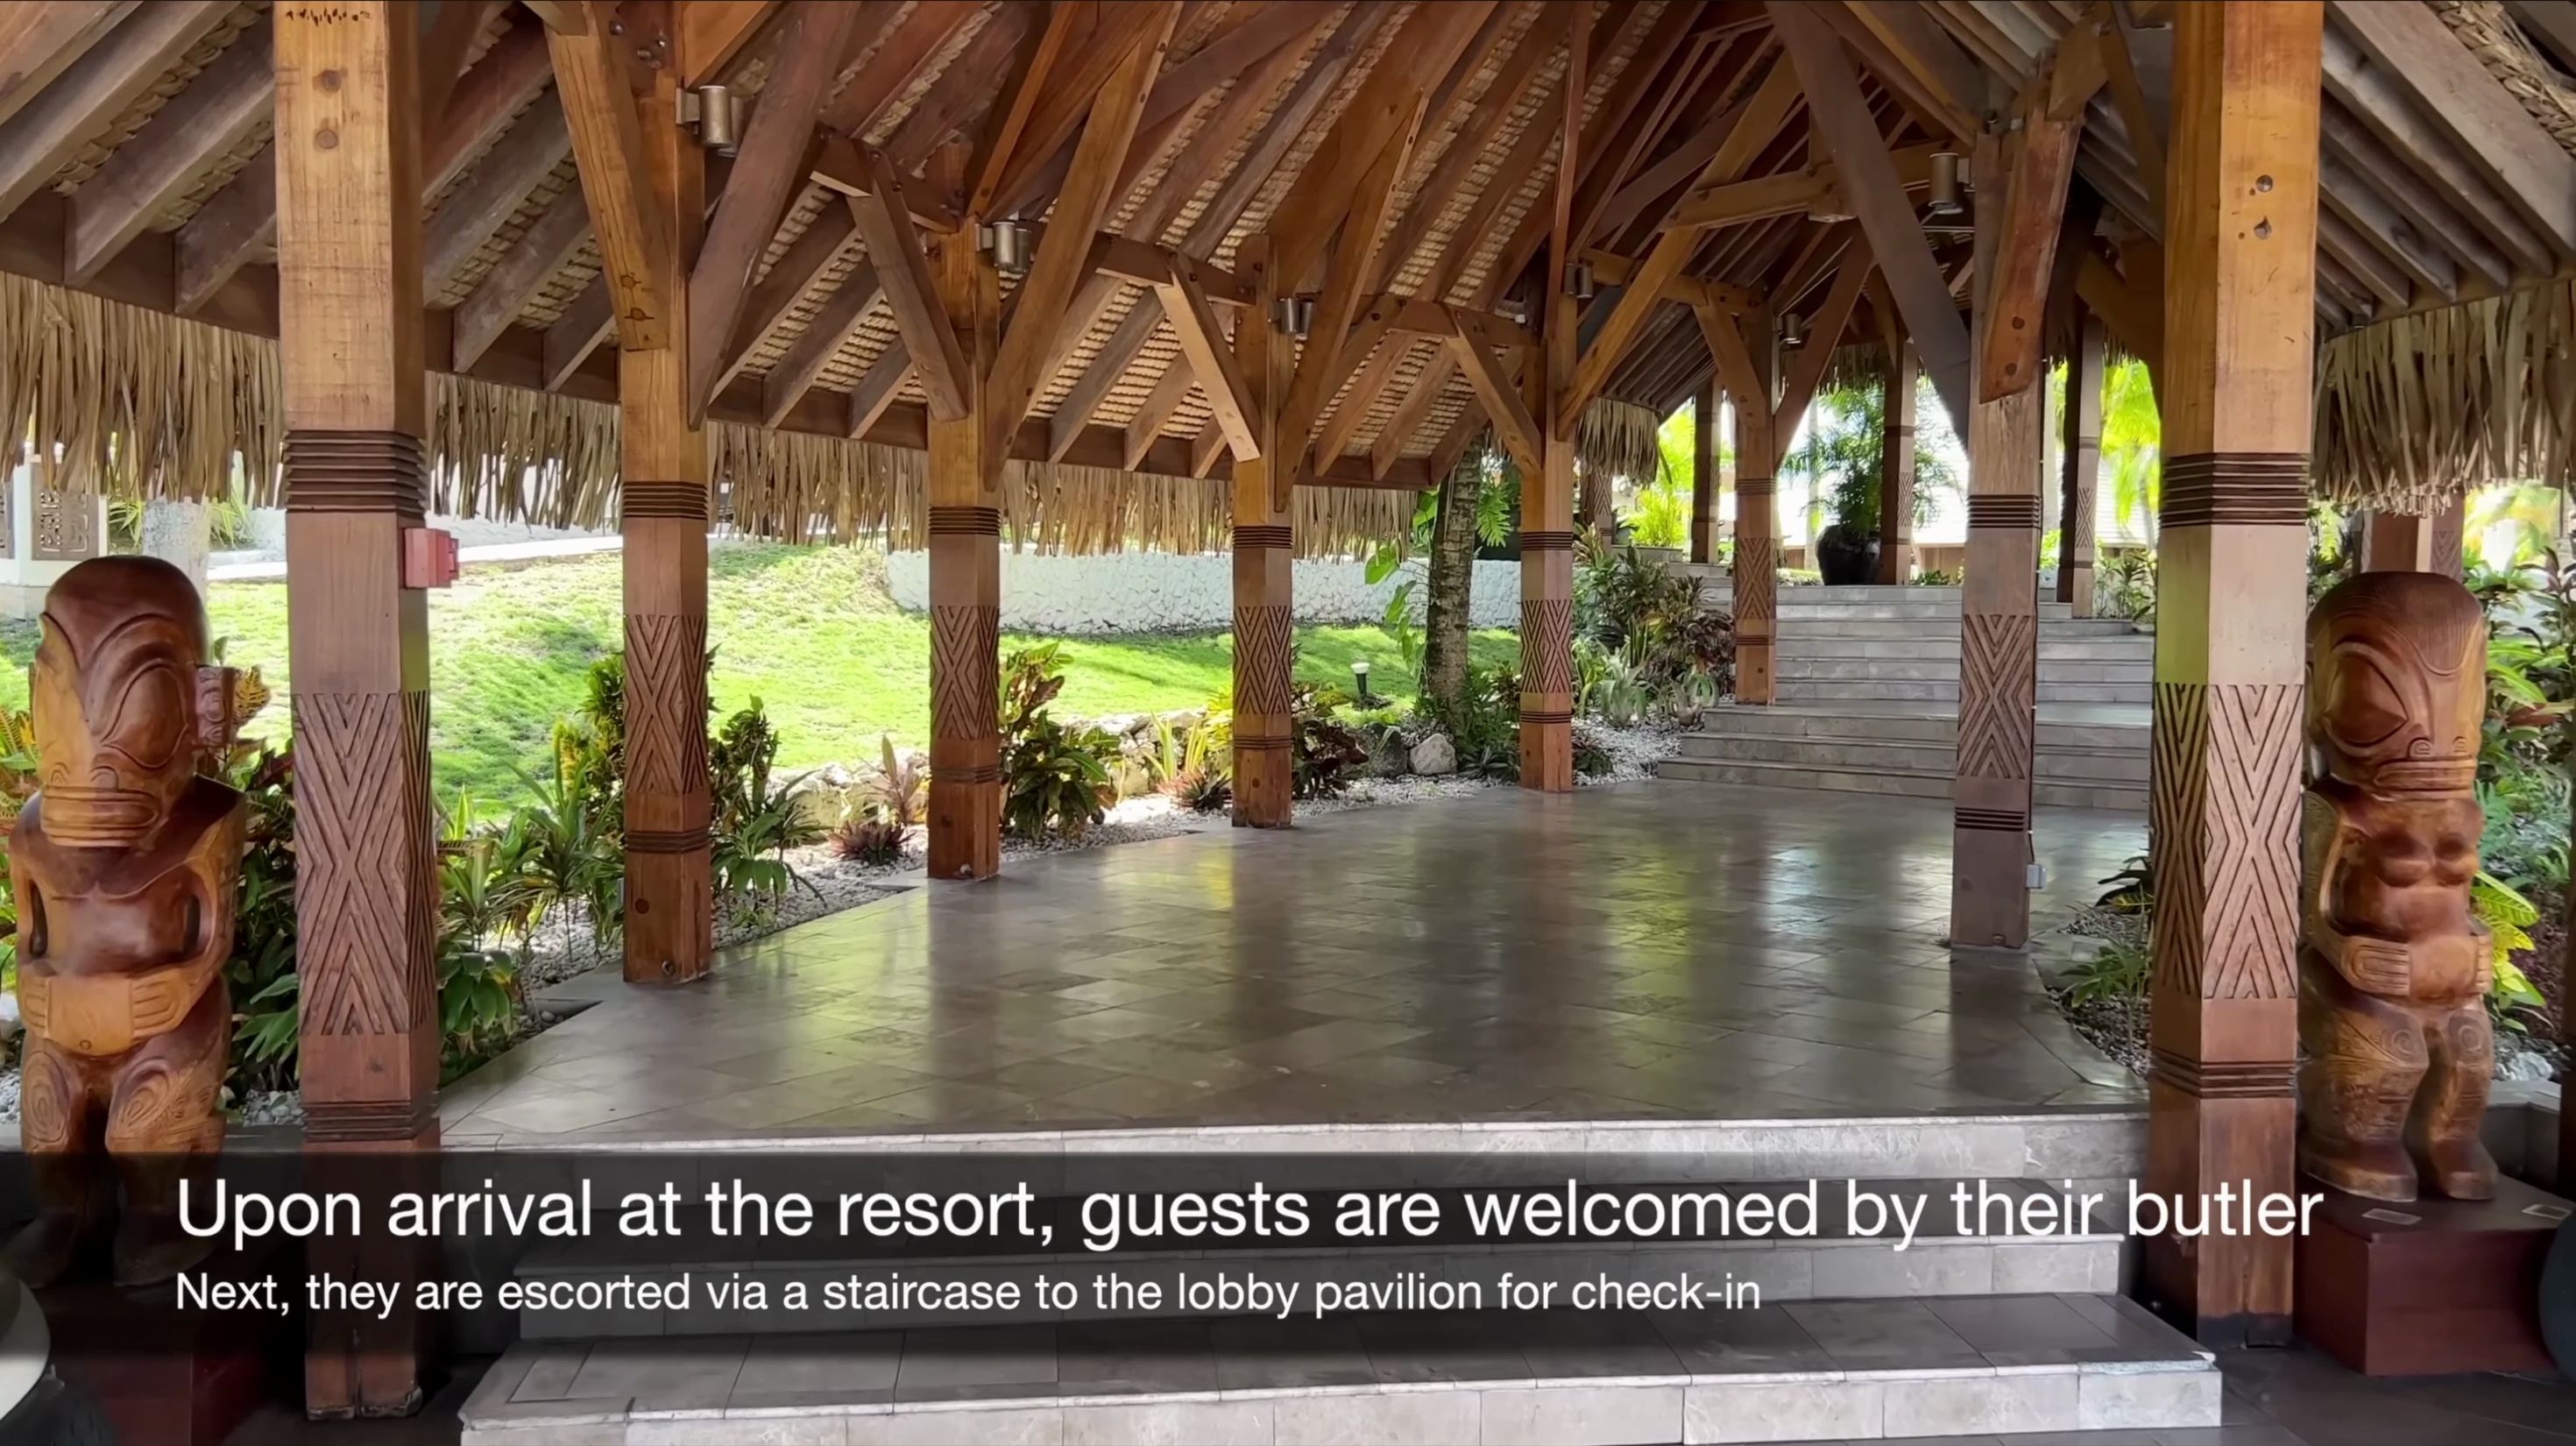 Upon arrival at the resort, guests are welcomed by their butler
Next, they are escorted via a staircase to the lobby pavilion for check-in